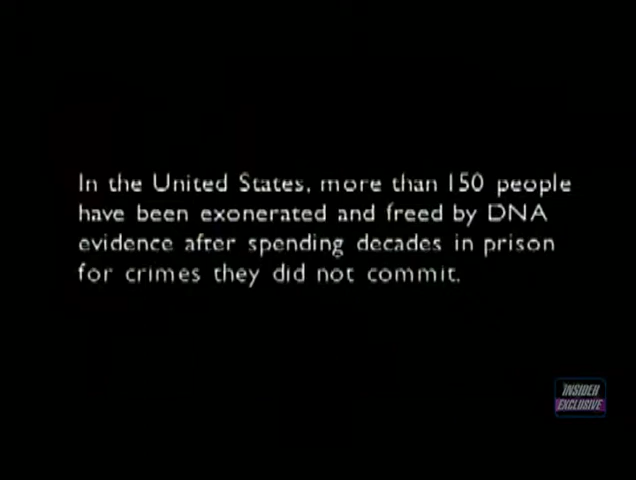 In the United States, more than 150 people
have been exonerated and freed by DNA
evidence after spending decades in prison
for crimes they did not commit.
INSIDER
EXCLUSIVE